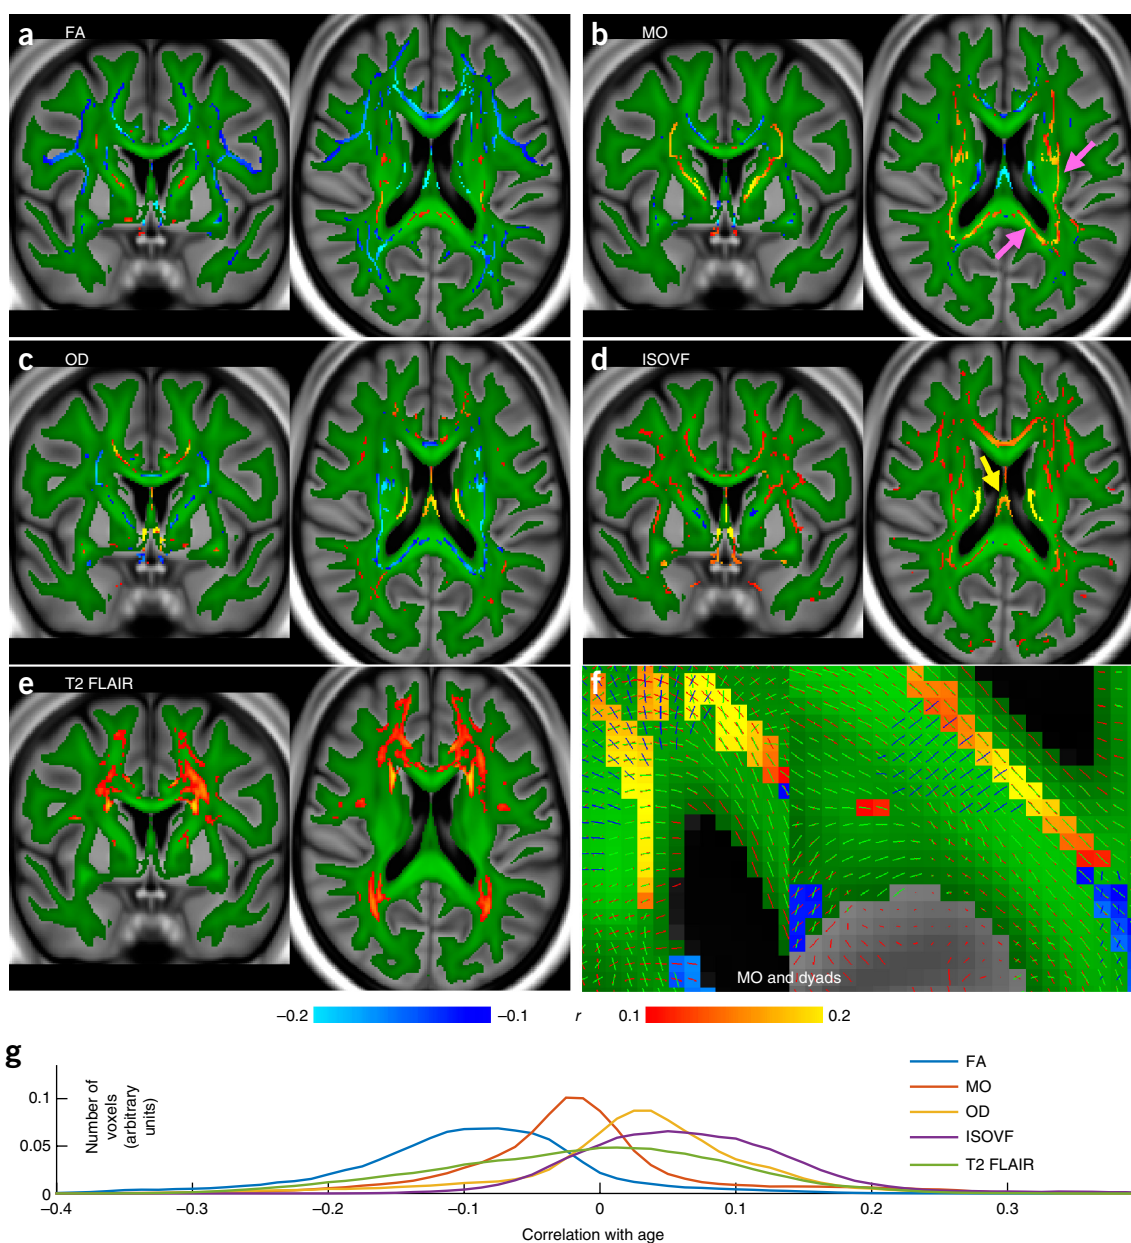 a FA
b MO
c OD
d ISOVF
e T2 FLAIR
f
MO and dyads
–0.2 –0.1 r 0.1 0.2
g
Number of
voxels
(arbitrary
units)
0.1
0.05
0
–0.4 –0.3 –0.2 –0.1 0 0.1 0.2 0.3
Correlation with age
FA
MO
OD
ISOVF
T2 FLAIR